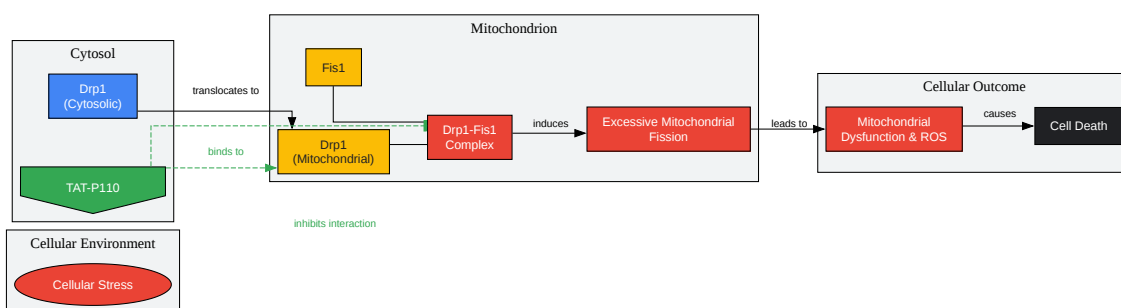 Cytosol
Drp1
(Cytosolic)
TAT-P110
translocates to
binds to
Mitochondrion
Fis1
Drp1
(Mitochondrial)
Drp1-Fis1
Complex
induces
Excessive Mitochondrial
Fission
leads to
Cellular Outcome
Mitochondrial
Dysfunction & ROS
causes
Cell Death
inhibits interaction
Cellular Environment
Cellular Stress